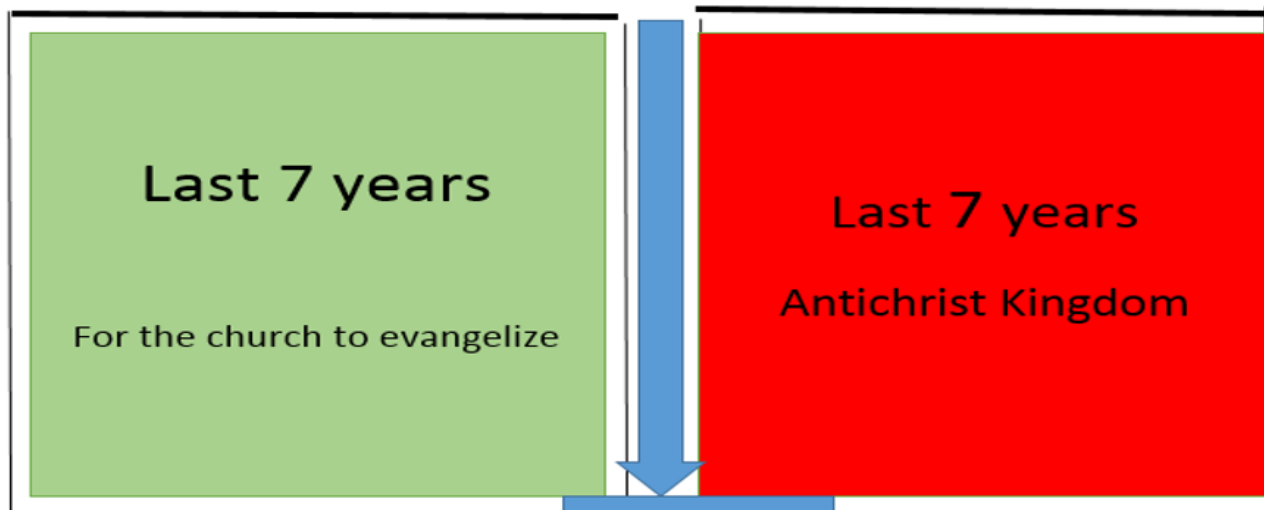 Last 7 years
For the church to evangelize
Last 7 years
Antichrist Kingdom